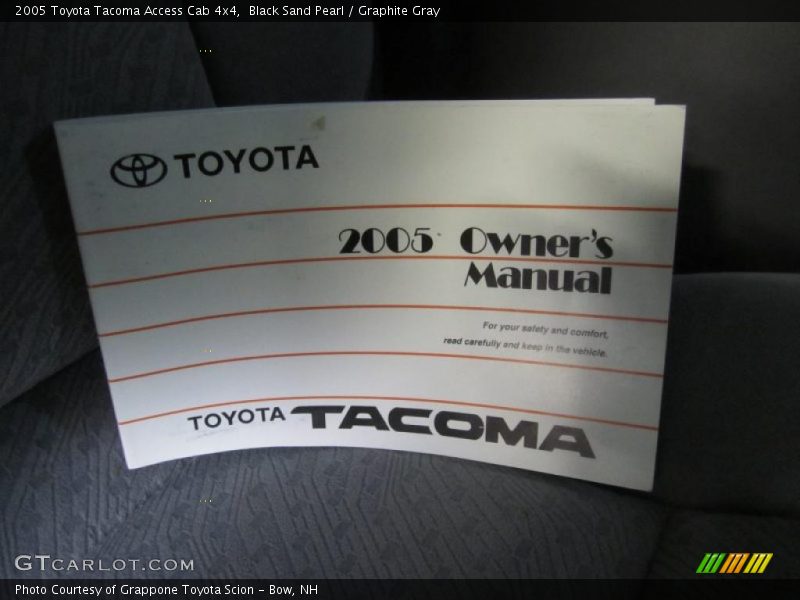 2005 Toyota Tacoma Access Cab 4x4,  Black Sand Pearl / Graphite Gray
TOYOTA
2005 Owner's
Manual
For your safety and comfort,
read carefully and keep in the vehicle.
TOYOTA TACOMA
GTCARLOT.COM
Photo Courtesy of Grappone Toyota Scion - Bow, NH